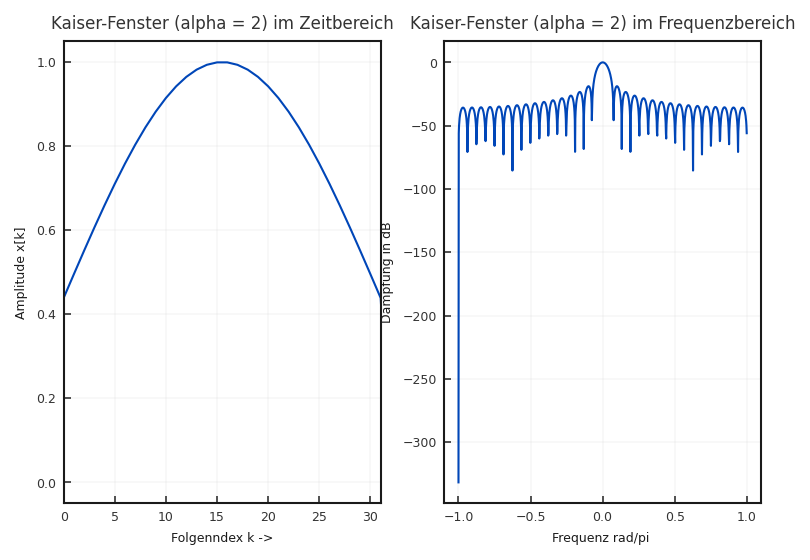 Kaiser-Fenster (alpha = 2) im Zeitbereich
1.0
0.8
0.6
0.4
0.2
0.0
Amplitude x[k]
0 5 10 15 20 25 30
Folgenndex k ->
Kaiser-Fenster (alpha = 2) im Frequenzbereich
0
−50
−100
−150
−200
−250
−300
Dämpfung in dB
−1.0 −0.5 0.0 0.5 1.0
Frequenz rad/pi